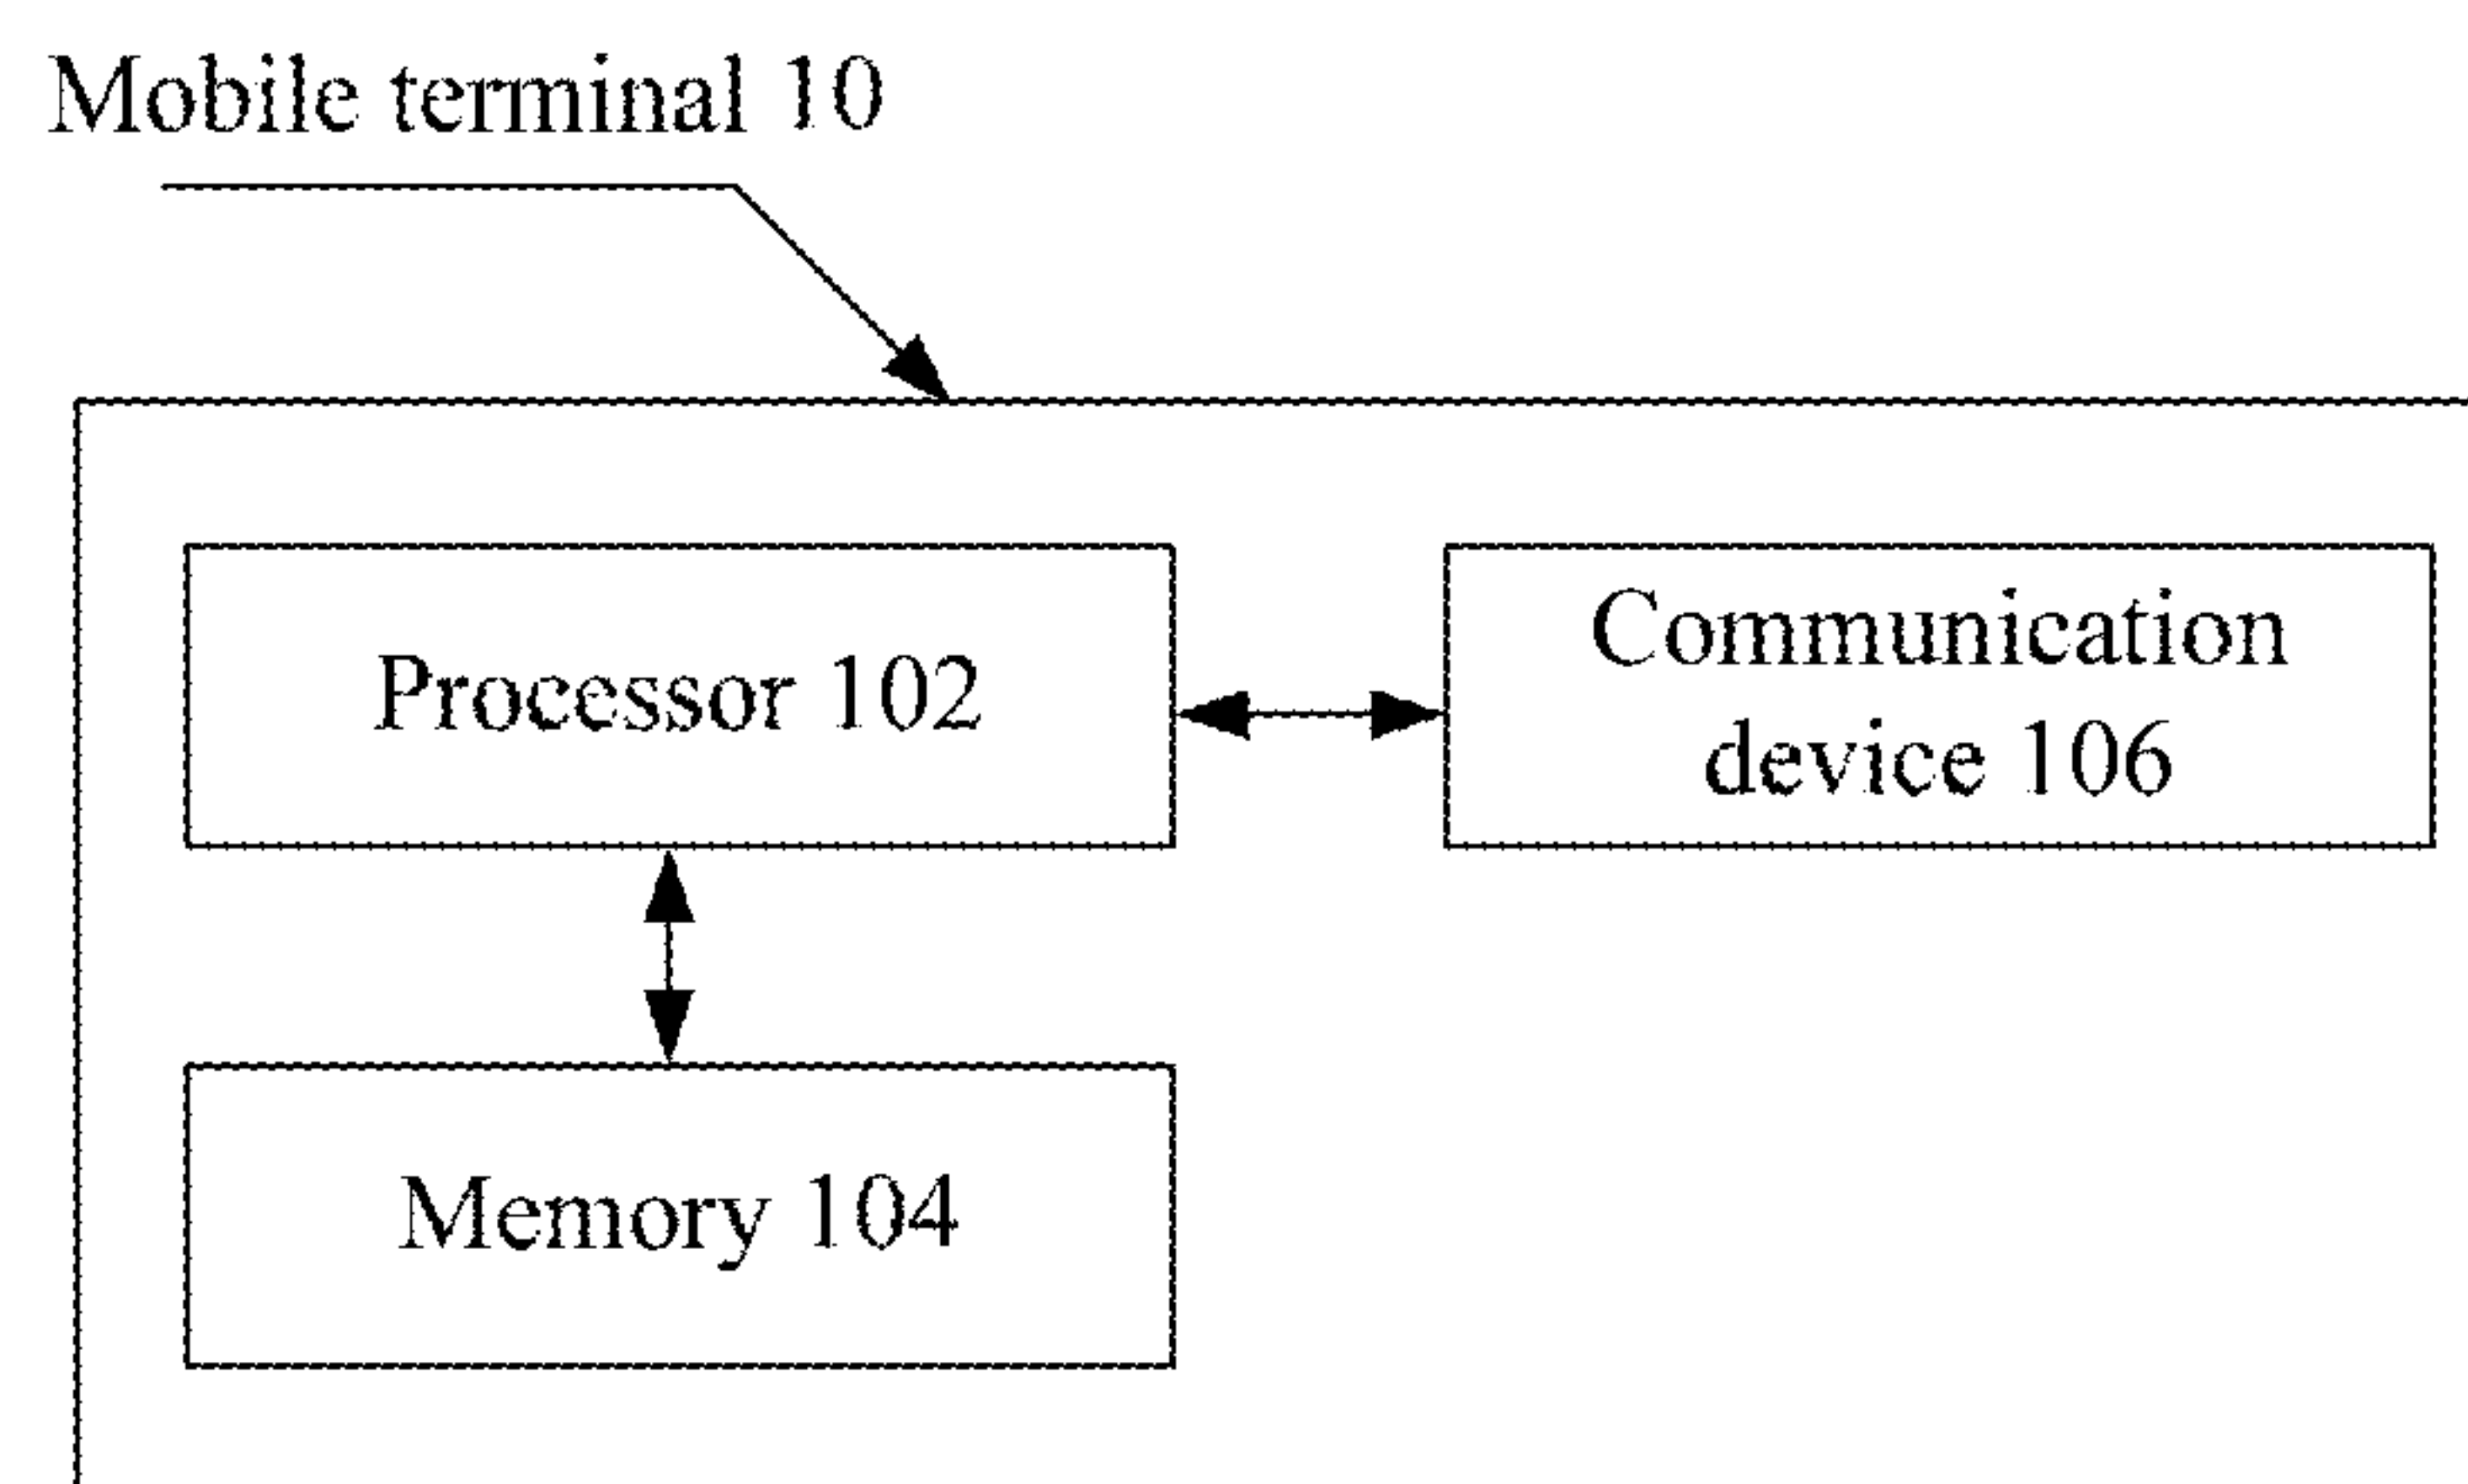 Mobile terminal 10
Processor 102
Communication
device 106
Memory 104